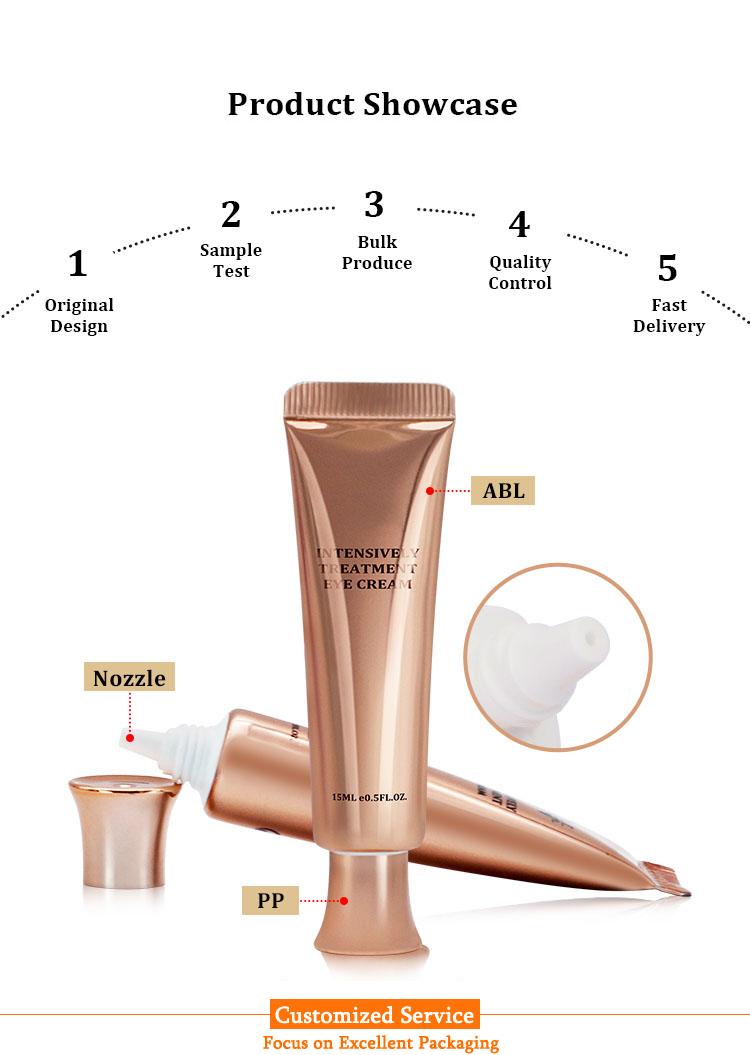 Product Showcase
1
Original
Design
2
Sample
Test
3
Bulk
Produce
4
Quality
Control
5
Fast
Delivery
ABL
INTENSIVELY
TREATMENT
EYE CREAM
Nozzle
15ML e0.5FL.OZ.
PP
Customized Service
Focus on Excellent Packaging